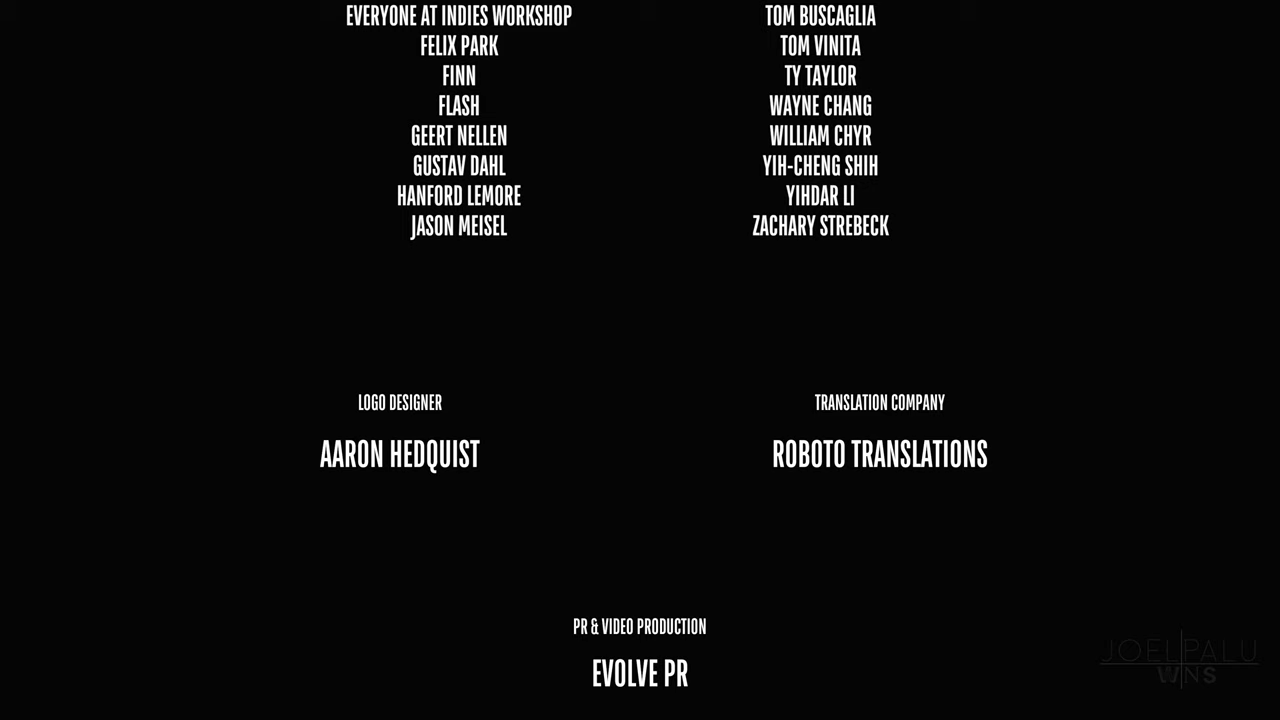 EVERYONE AT INDIES WORKSHOP
FELIX PARK
FINN
FLASH
GEERT NELLEN
GUSTAV DAHL
HANFORD LEMORE
JASON MEISEL
TOM BUSCAGLIA
TOM VINITA
TY TAYLOR
WAYNE CHANG
WILLIAM CHYR
YIH-CHENG SHIH
YIHDAR LI
ZACHARY STREBECK
LOGO DESIGNER
AARON HEDQUIST
TRANSLATION COMPANY
ROBOTO TRANSLATIONS
PR & VIDEO PRODUCTION
EVOLVE PR
JOEL PALU
WNS